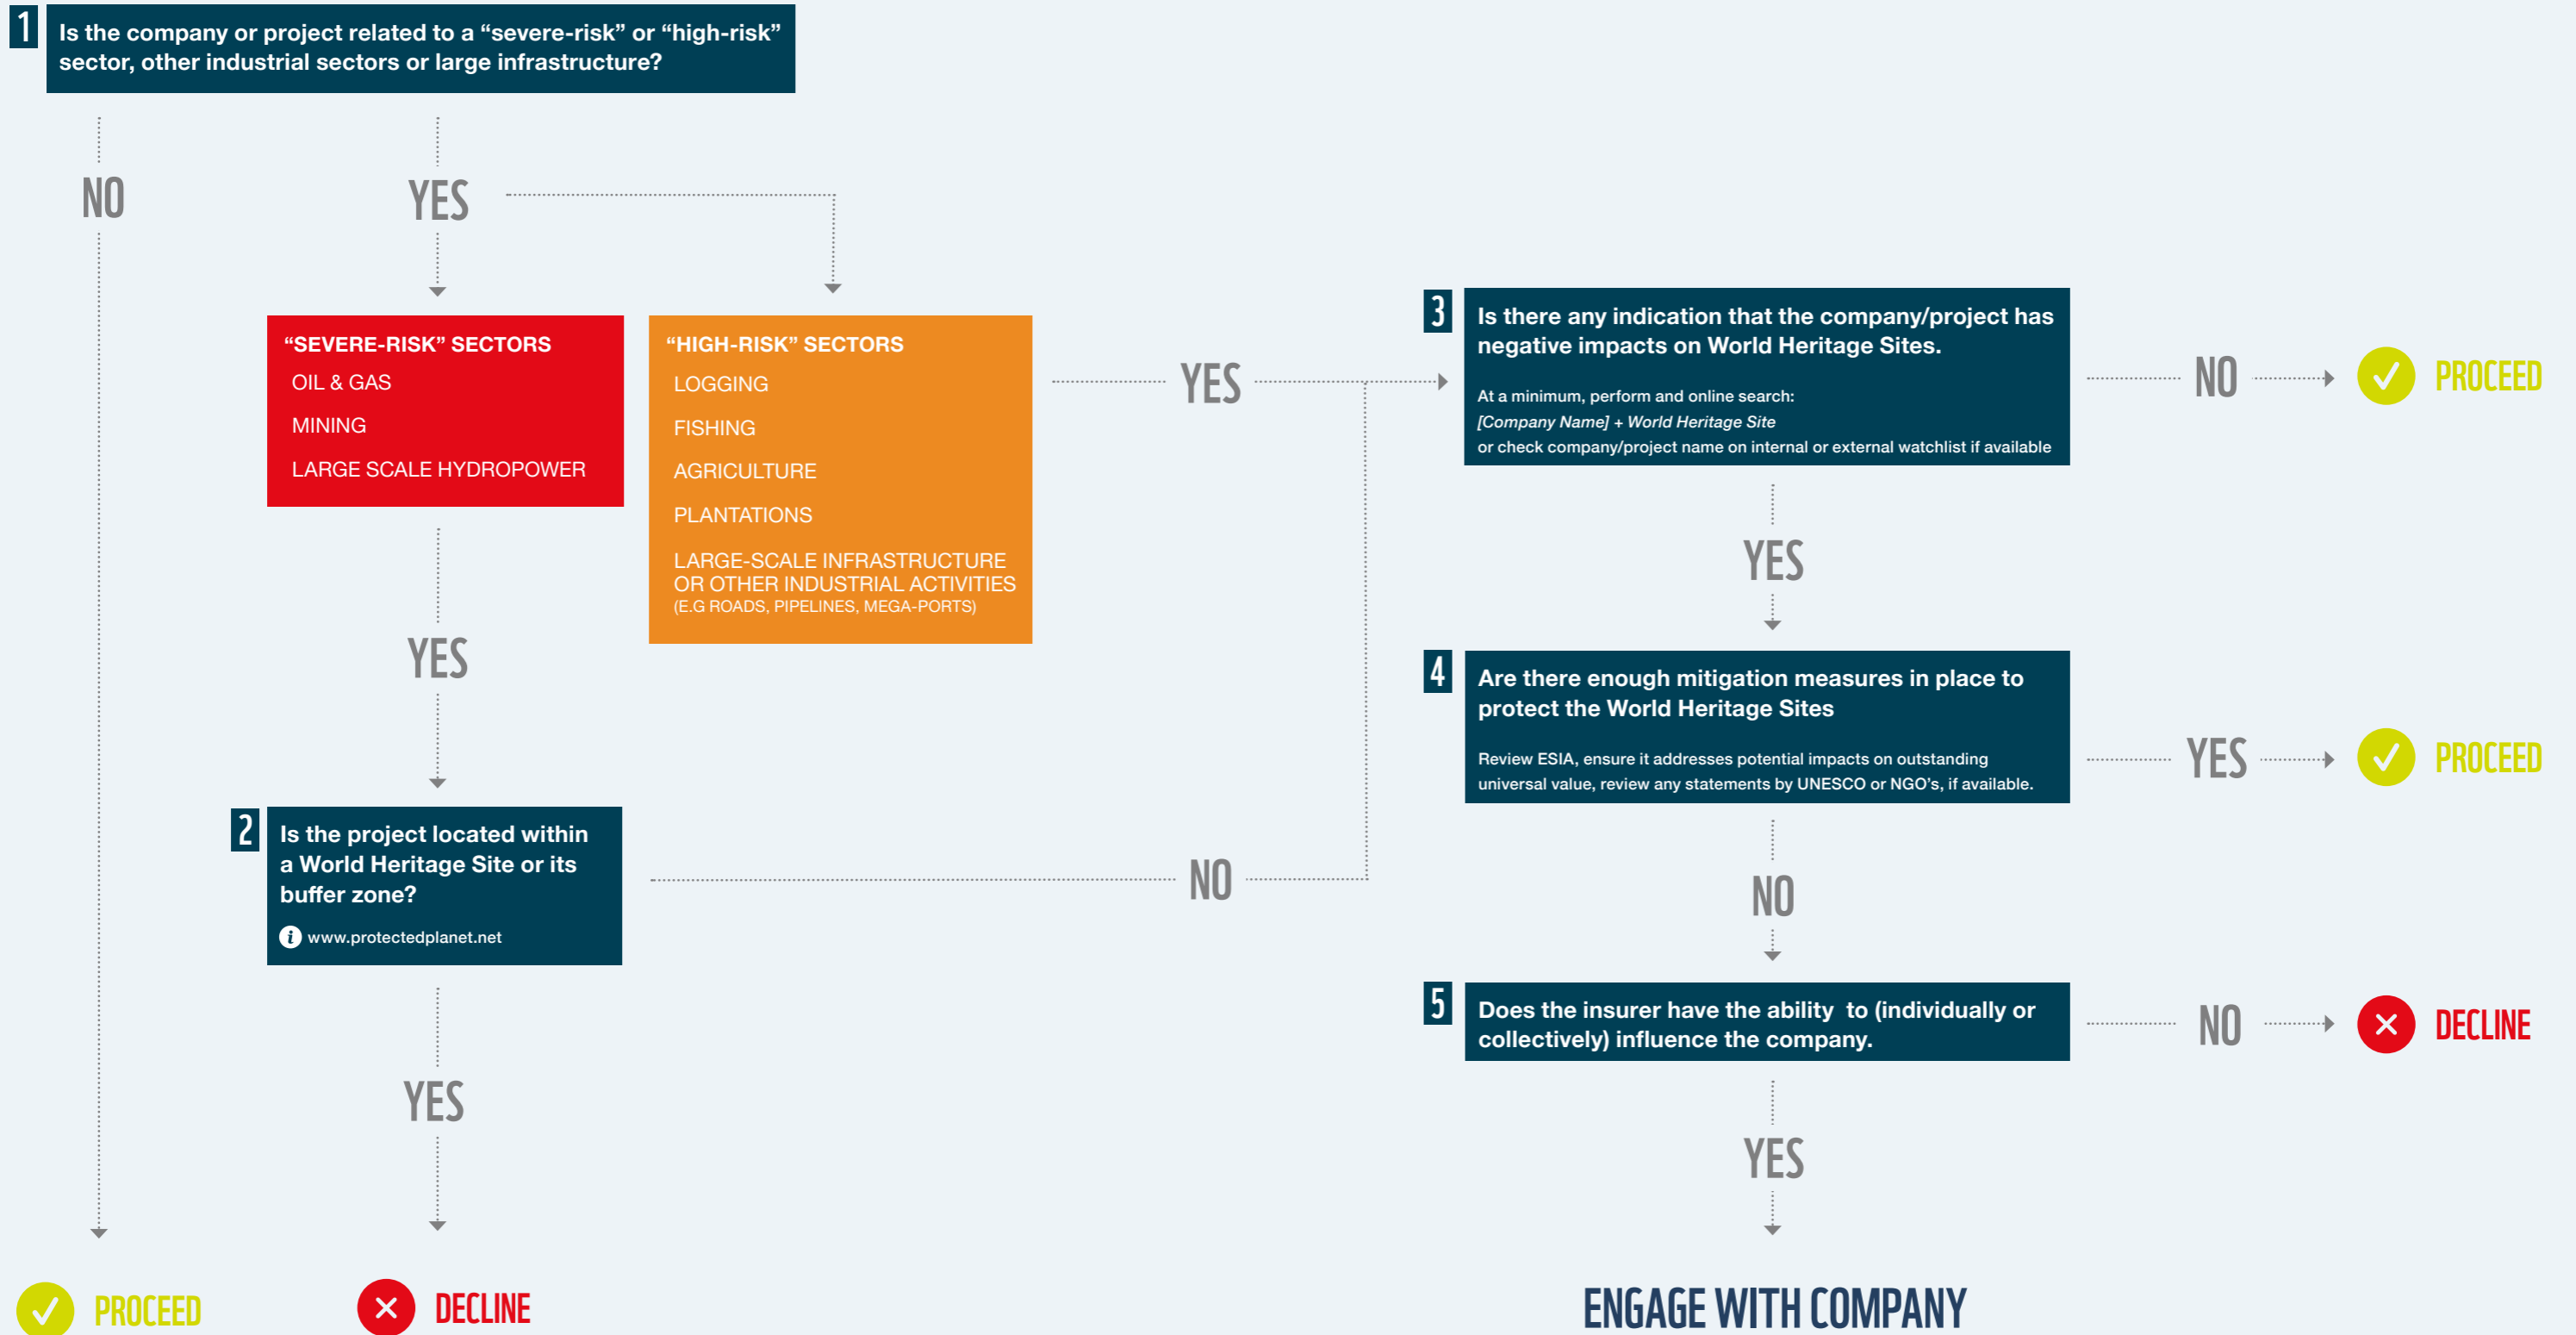 1
Is the company or project related to a “severe-risk” or “high-risk”
sector, other industrial sectors or large infrastructure?
NO
YES
“SEVERE-RISK” SECTORS
OIL & GAS
MINING
LARGE SCALE HYDROPOWER
“HIGH-RISK” SECTORS
LOGGING
FISHING
AGRICULTURE
PLANTATIONS
LARGE-SCALE INFRASTRUCTURE
OR OTHER INDUSTRIAL ACTIVITIES
(E.G ROADS, PIPELINES, MEGA-PORTS)
YES
YES
2
Is the project located within
a World Heritage Site or its
buffer zone?
i www.protectedplanet.net
NO
YES
PROCEED
DECLINE
3
Is there any indication that the company/project has
negative impacts on World Heritage Sites.
At a minimum, perform and online search:
[Company Name] + World Heritage Site
or check company/project name on internal or external watchlist if available
NO
PROCEED
YES
4
Are there enough mitigation measures in place to
protect the World Heritage Sites
Review ESIA, ensure it addresses potential impacts on outstanding
universal value, review any statements by UNESCO or NGO's, if available.
YES
PROCEED
NO
5
Does the insurer have the ability to (individually or
collectively) influence the company.
NO
DECLINE
YES
ENGAGE WITH COMPANY